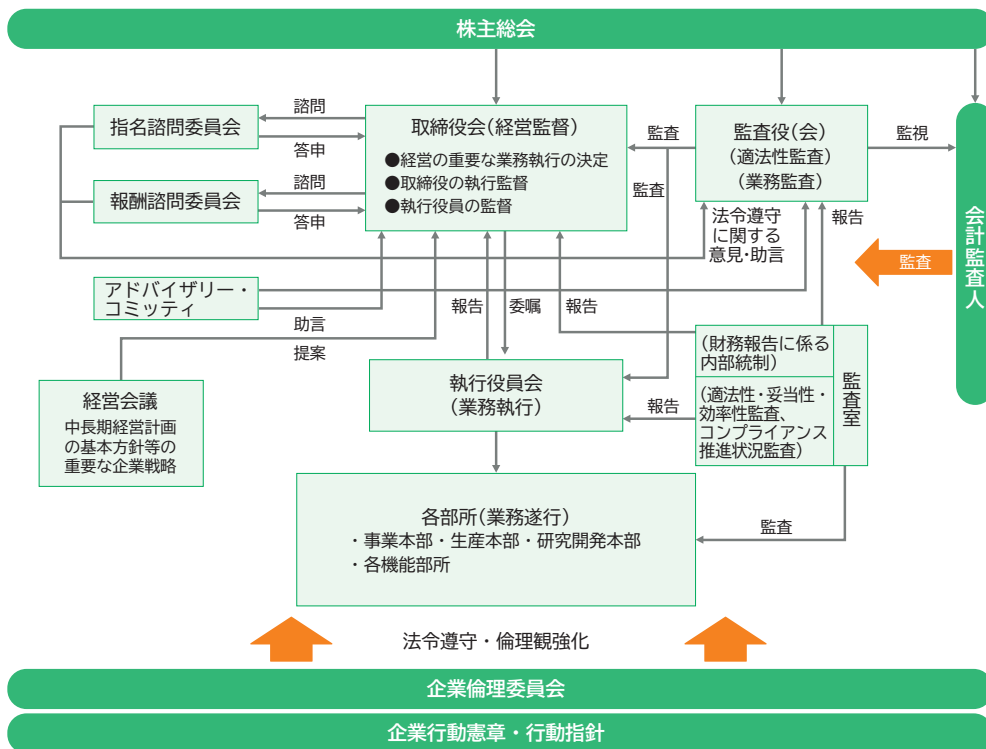 株主総会
指名諮問委員会
諮問
答申
報酬諮問委員会
諮問
答申
取締役会(経営監督)
●経営の重要な業務執行の決定
●取締役の執行監督
●執行役員の監督
監査
監査
監査役(会)
(適法性監査)
(業務監査)
監視
会計監査人
監査
法令遵守
に関する
意見・助言
報告
アドバイザリー・
コミッティ
助言
提案
報告
委嘱
報告
経営会議
中長期経営計画
の基本方針等の
重要な企業戦略
執行役員会
(業務執行)
報告
(財務報告に係る
内部統制)
(適法性・妥当性・
効率性監査、
コンプライアンス
推進状況監査)
監査室
監査
各部所(業務遂行)
・事業本部・生産本部・研究開発本部
・各機能部所
法令遵守・倫理観強化
企業倫理委員会
企業行動憲章・行動指針